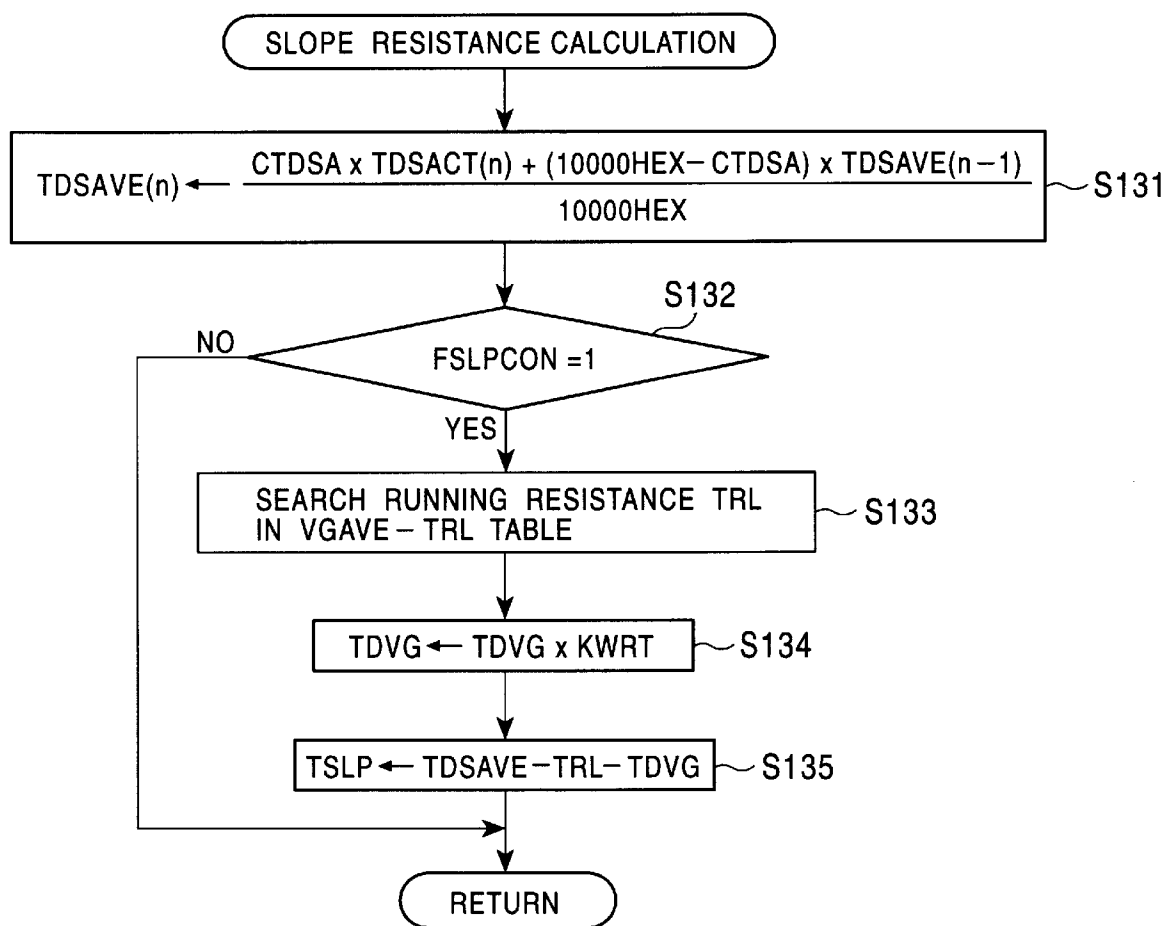 SLOPE RESISTANCE CALCULATION
CTDSA x TDSACT(n) + (10000HEX-CTDSA) x TDSAVE(n-1)
TDSAVE(n)←
10000HEX
S131
S132
NO
FSLPCON =1
YES
SEARCH RUNNING RESISTANCE TRL
IN VGAVE-TRL TABLE
S133
TDVG←TDVG x KWRT
S134
TSLP←TDSAVE-TRL-TDVG
S135
RETURN